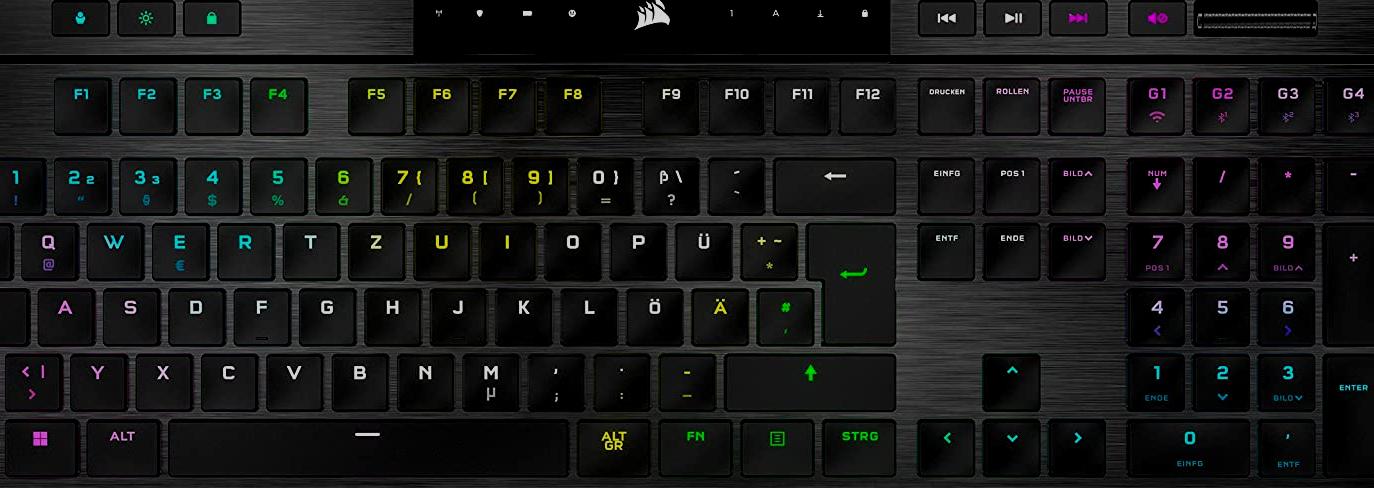 1 A
F1 F2 F3 F4 F5 F6 F7 F8 F9 F10 F11 F12 DRUCKEN ROLLEN PAUSE UNTBR G1 G2 G3 G4
1 2 2 3 3 4 5 6 7 { 8 [ 9 ] 0 } β \ ´ ← EINFG POS 1 BILD ∧ NUM / * -
! " § $ % & / ( ) = ? `
Q W E R T Z U I O P Ü + ~ ENTF ENDE BILD ∨ 7 8 9 +
@ € * POS 1 ∧ BILD ∧
A S D F G H J K L Ö Ä # 4 5 6
' < >
< | Y X C V B N M , . - ↑ ∧ 1 2 3 ENTER
> µ ; : _ ENDE ∨ BILD ∨
ALT ALT GR FN STRG < ∨ > 0 ,
EINFG ENTF